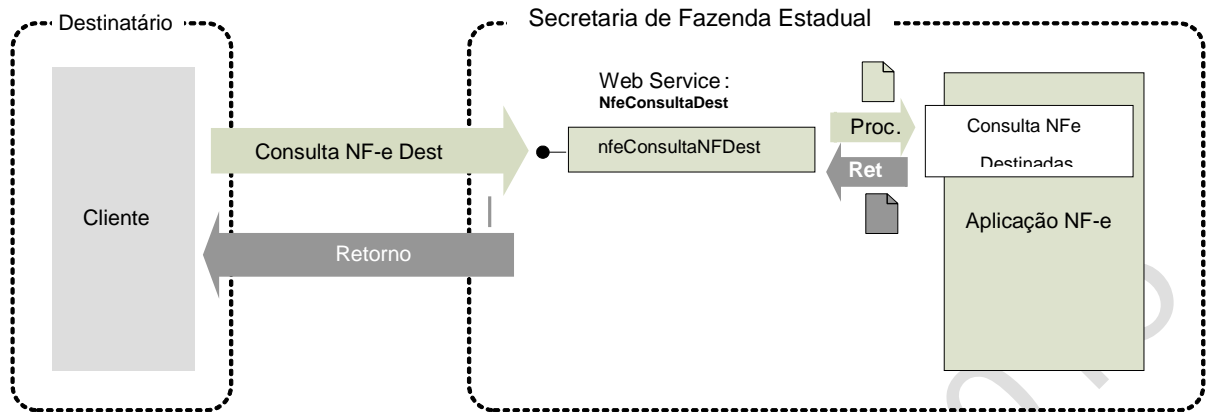 Destinatário
Secretaria de Fazenda Estadual
Web Service :
NfeConsultaDest
Consulta NF-e Dest
nfeConsultaNFDest
Proc.
Ret
Consulta NFe
Destinadas
Cliente
Aplicação NF-e
Retorno